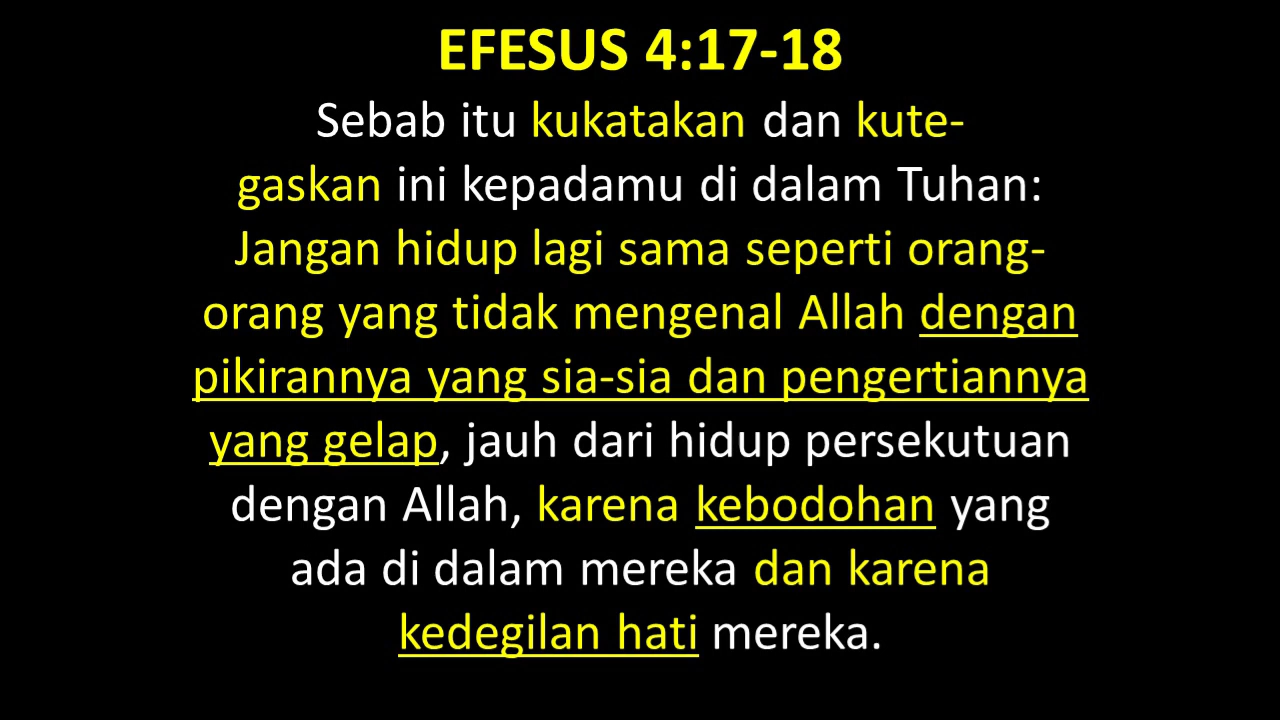 EFESUS 4:17-18
Sebab itu kukatakan dan kute-
gaskan ini kepadamu di dalam Tuhan:
Jangan hidup lagi sama seperti orang-
orang yang tidak mengenal Allah dengan
pikirannya yang sia-sia dan pengertiannya
yang gelap, jauh dari hidup persekutuan
dengan Allah, karena kebodohan yang
ada di dalam mereka dan karena
kedegilan hati mereka.